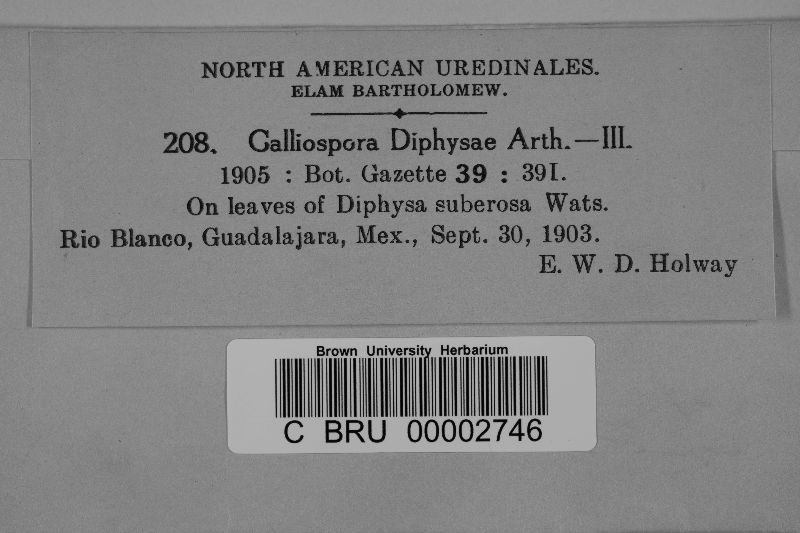 NORTH AMERICAN UREDINALES.
ELAM BARTHOLOMEW.
208. Calliospora Diphysae Arth.—III.
1905 : Bot. Gazette 39 : 391.
On leaves of Diphysa suberosa Wats.
Rio Blanco, Guadalajara, Mex., Sept. 30, 1903.
E. W. D. Holway
Brown University Herbarium
C BRU 00002746